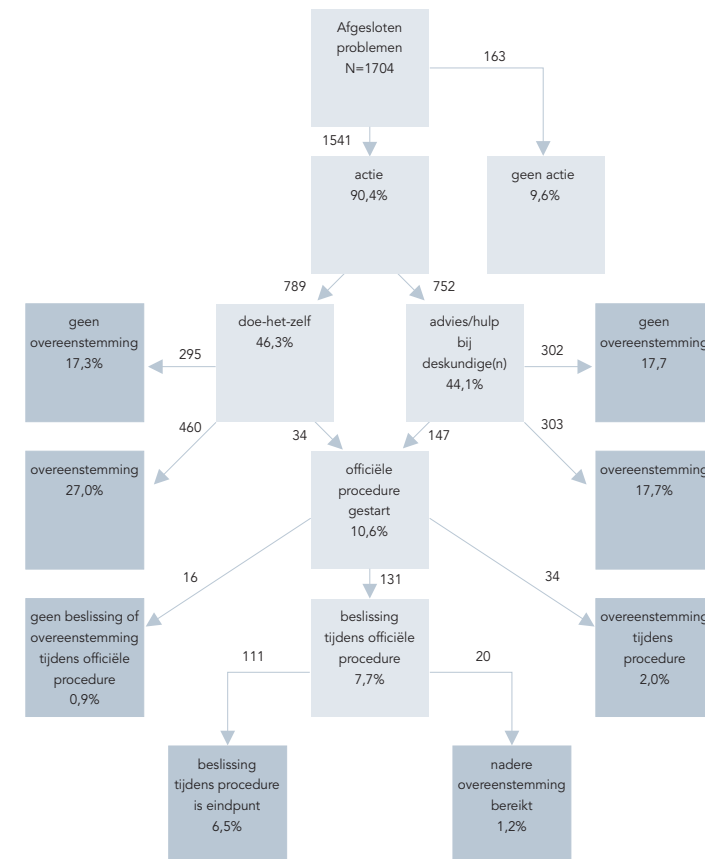 Afgesloten
problemen
N=1704
163
1541
actie
90,4%
geen actie
9,6%
789
752
geen
overeenstemming
17,3%
295
doe-het-zelf
46,3%
advies/hulp
bij
deskundige(n)
44,1%
302
geen
overeenstemming
17,7
460
34
147
303
overeenstemming
27,0%
officiële
procedure
gestart
10,6%
overeenstemming
17,7%
16
131
34
geen beslissing of
overeenstemming
tijdens officiële
procedure
0,9%
beslissing
tijdens officiële
procedure
7,7%
overeenstemming
tijdens
procedure
2,0%
111
20
beslissing
tijdens procedure
is eindpunt
6,5%
nadere
overeenstemming
bereikt
1,2%